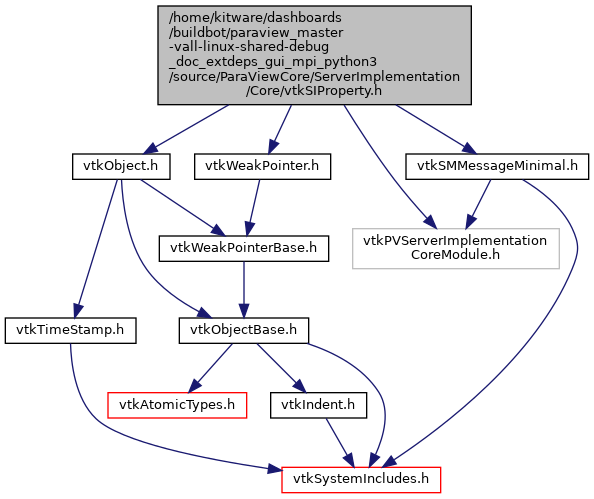 /home/kitware/dashboards
/buildbot/paraview_master
-vall-linux-shared-debug
_doc_extdeps_gui_mpi_python3
/source/ParaViewCore/ServerImplementation
/Core/vtkSIProperty.h
vtkObject.h
vtkWeakPointer.h
vtkSMMessageMinimal.h
vtkWeakPointerBase.h
vtkPVServerImplementation
CoreModule.h
vtkTimeStamp.h
vtkObjectBase.h
vtkAtomicTypes.h
vtkIndent.h
vtkSystemIncludes.h